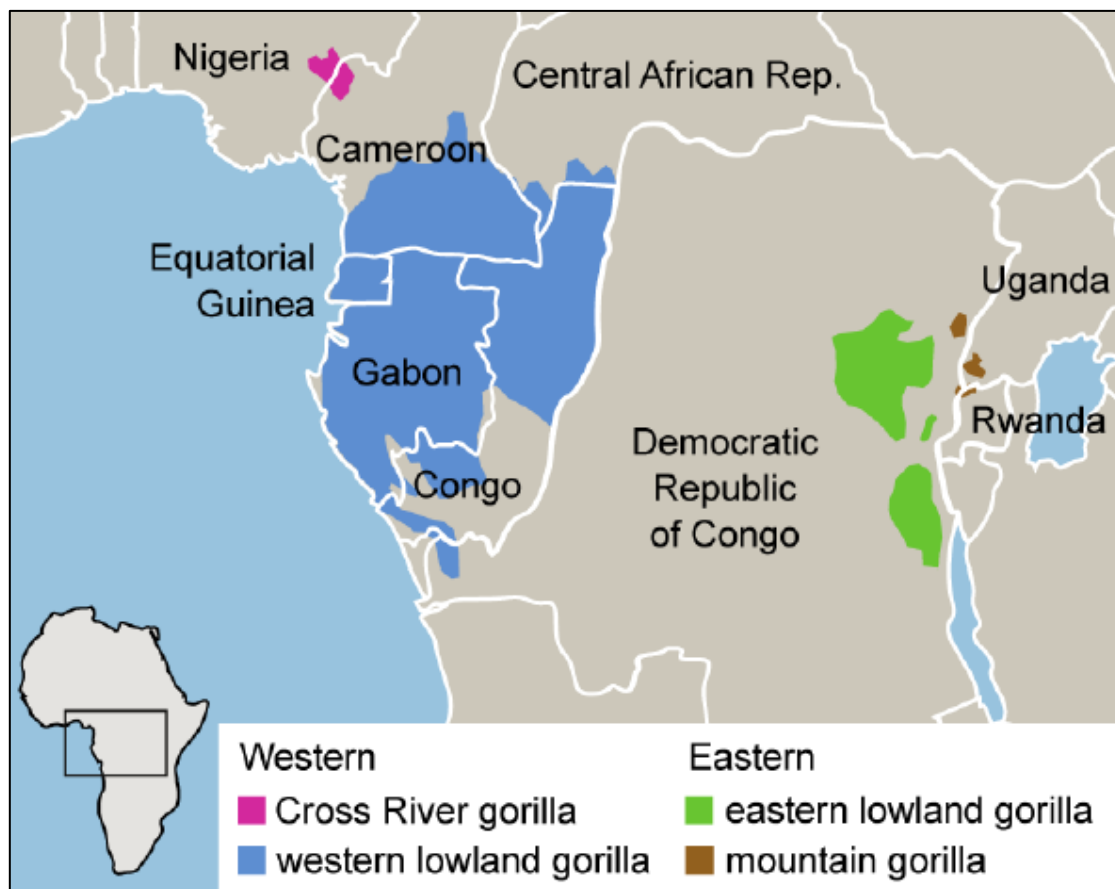 Nigeria
Central African Rep.
Cameroon
Equatorial
Guinea
Uganda
Gabon
Rwanda
Democratic
Republic
of Congo
Congo
Western
Cross River gorilla
western lowland gorilla
Eastern
eastern lowland gorilla
mountain gorilla